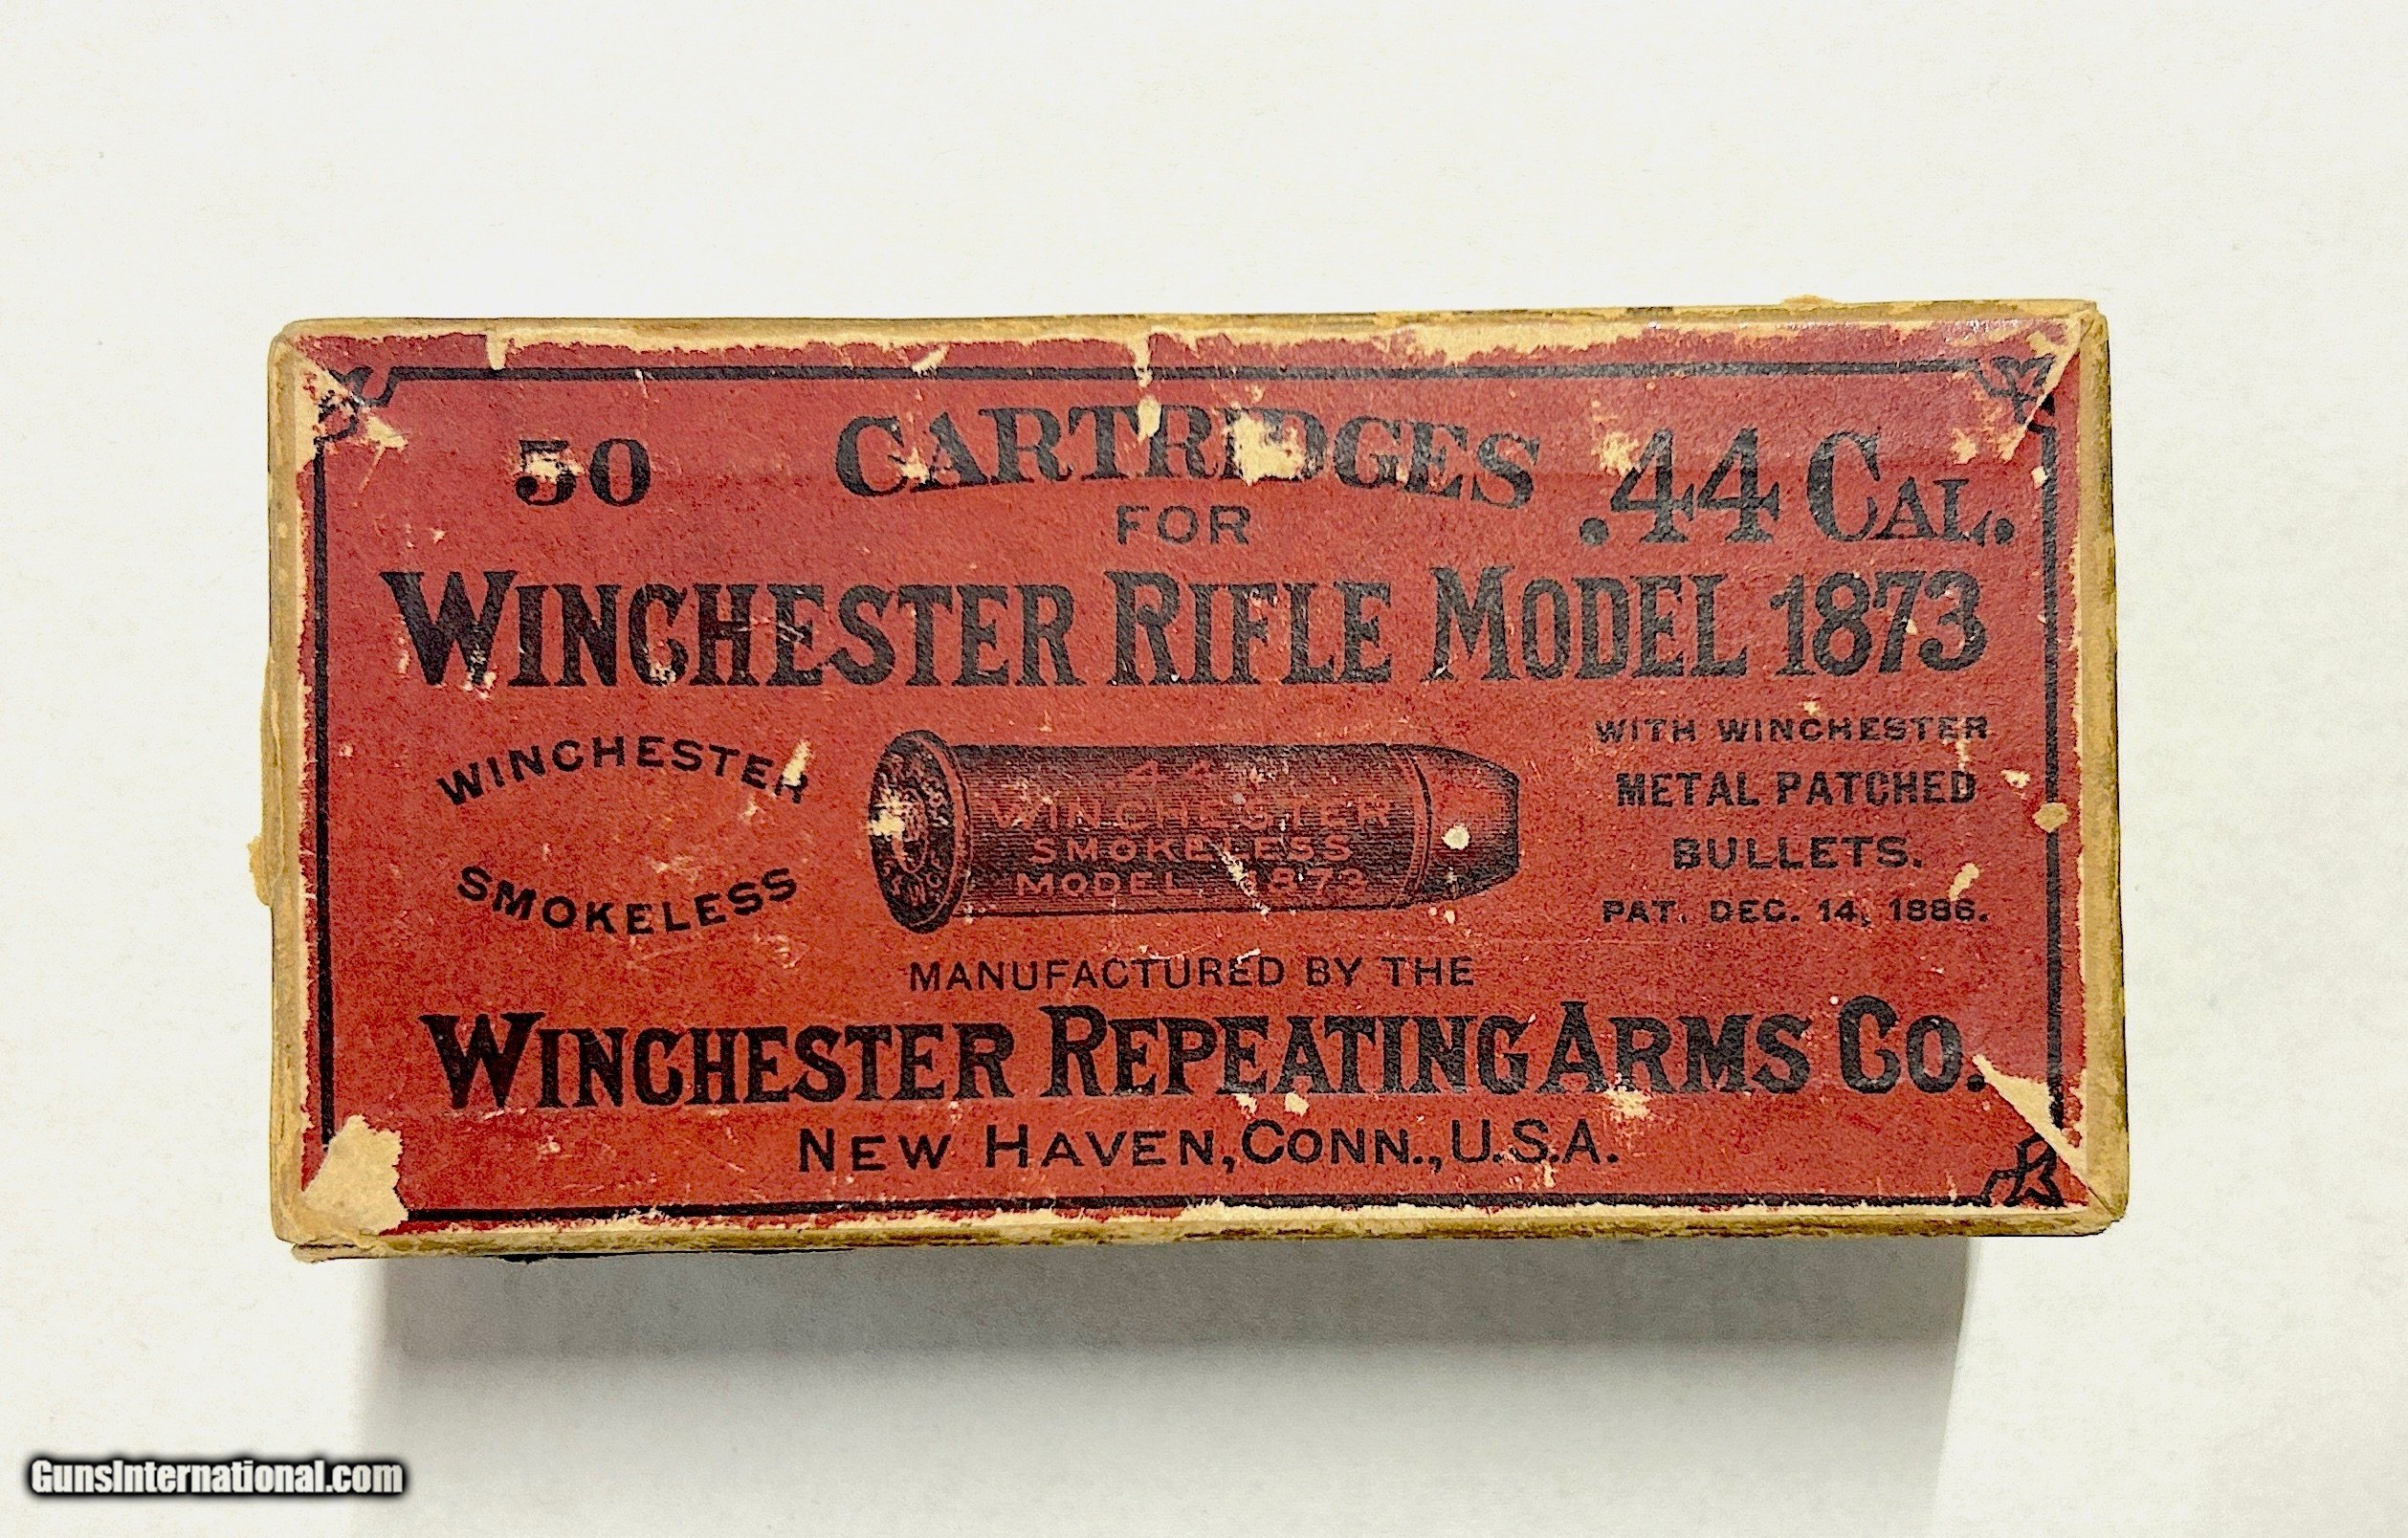 50 CARTRIDGES .44 CAL.
FOR
WINCHESTER RIFLE MODEL 1873
WINCHESTER
SMOKELESS
44
WINCHESTER
SMOKELESS
MODEL 1873
WITH WINCHESTER
METAL PATCHED
BULLETS.
PAT. DEC. 14, 1886.
MANUFACTURED BY THE
WINCHESTER REPEATING ARMS CO.
NEW HAVEN, CONN., U.S.A.
GunsInternational.com